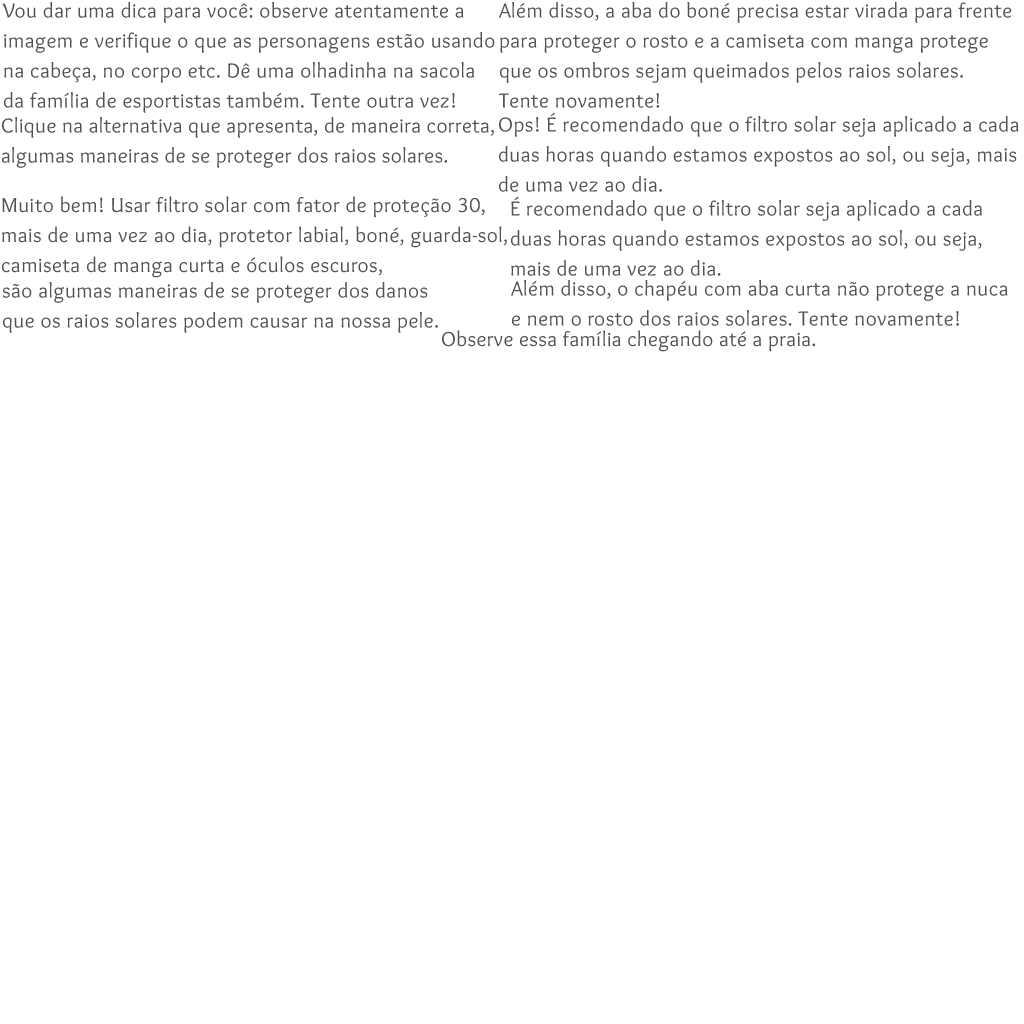 Vou dar uma dica para você: observe atentamente a
imagem e verifique o que as personagens estão usando
na cabeça, no corpo etc. Dê uma olhadinha na sacola
da família de esportistas também. Tente outra vez!
Clique na alternativa que apresenta, de maneira correta,
algumas maneiras de se proteger dos raios solares.
Muito bem! Usar filtro solar com fator de proteção 30,
mais de uma vez ao dia, protetor labial, boné, guarda-sol,
camiseta de manga curta e óculos escuros,
são algumas maneiras de se proteger dos danos
que os raios solares podem causar na nossa pele.
Além disso, a aba do boné precisa estar virada para frente
para proteger o rosto e a camiseta com manga protege
que os ombros sejam queimados pelos raios solares.
Tente novamente!
Ops! É recomendado que o filtro solar seja aplicado a cada
duas horas quando estamos expostos ao sol, ou seja, mais
de uma vez ao dia.
É recomendado que o filtro solar seja aplicado a cada
duas horas quando estamos expostos ao sol, ou seja,
mais de uma vez ao dia.
Além disso, o chapéu com aba curta não protege a nuca
e nem o rosto dos raios solares. Tente novamente!
Observe essa família chegando até a praia.